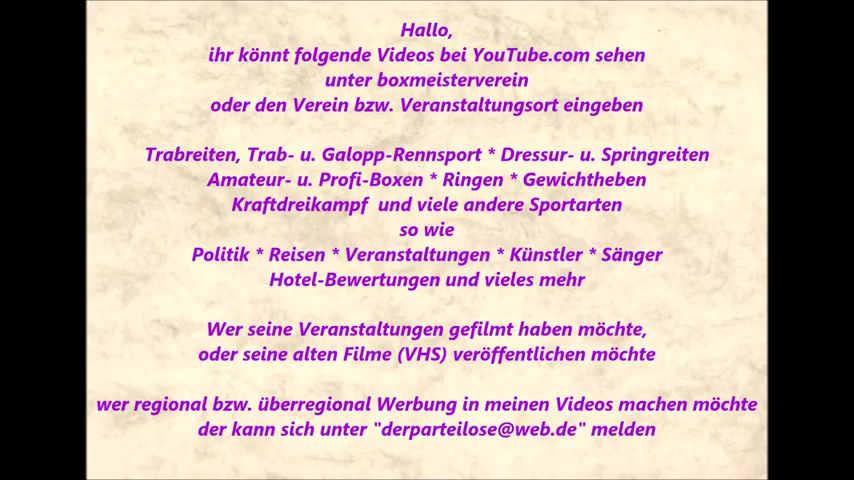 Hallo,
ihr könnt folgende Videos bei YouTube.com sehen
unter boxmeisterverein
oder den Verein bzw. Veranstaltungsort eingeben
Trabreiten, Trab- u. Galopp-Rennsport * Dressur- u. Springreiten
Amateur- u. Profi-Boxen * Ringen * Gewichtheben
Kraftdreikampf und viele andere Sportarten
so wie
Politik * Reisen * Veranstaltungen * Künstler * Sänger
Hotel-Bewertungen und vieles mehr
Wer seine Veranstaltungen gefilmt haben möchte,
oder seine alten Filme (VHS) veröffentlichen möchte
wer regional bzw. überregional Werbung in meinen Videos machen möchte
der kann sich unter "derparteilose@web.de" melden